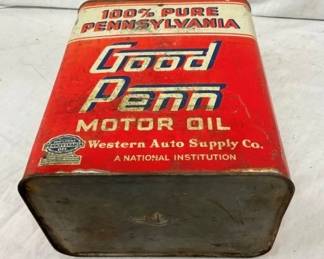 100% PURE
PENNSYLVANIA
Good
Penn
MOTOR OIL
Western Auto Supply Co.
A NATIONAL INSTITUTION